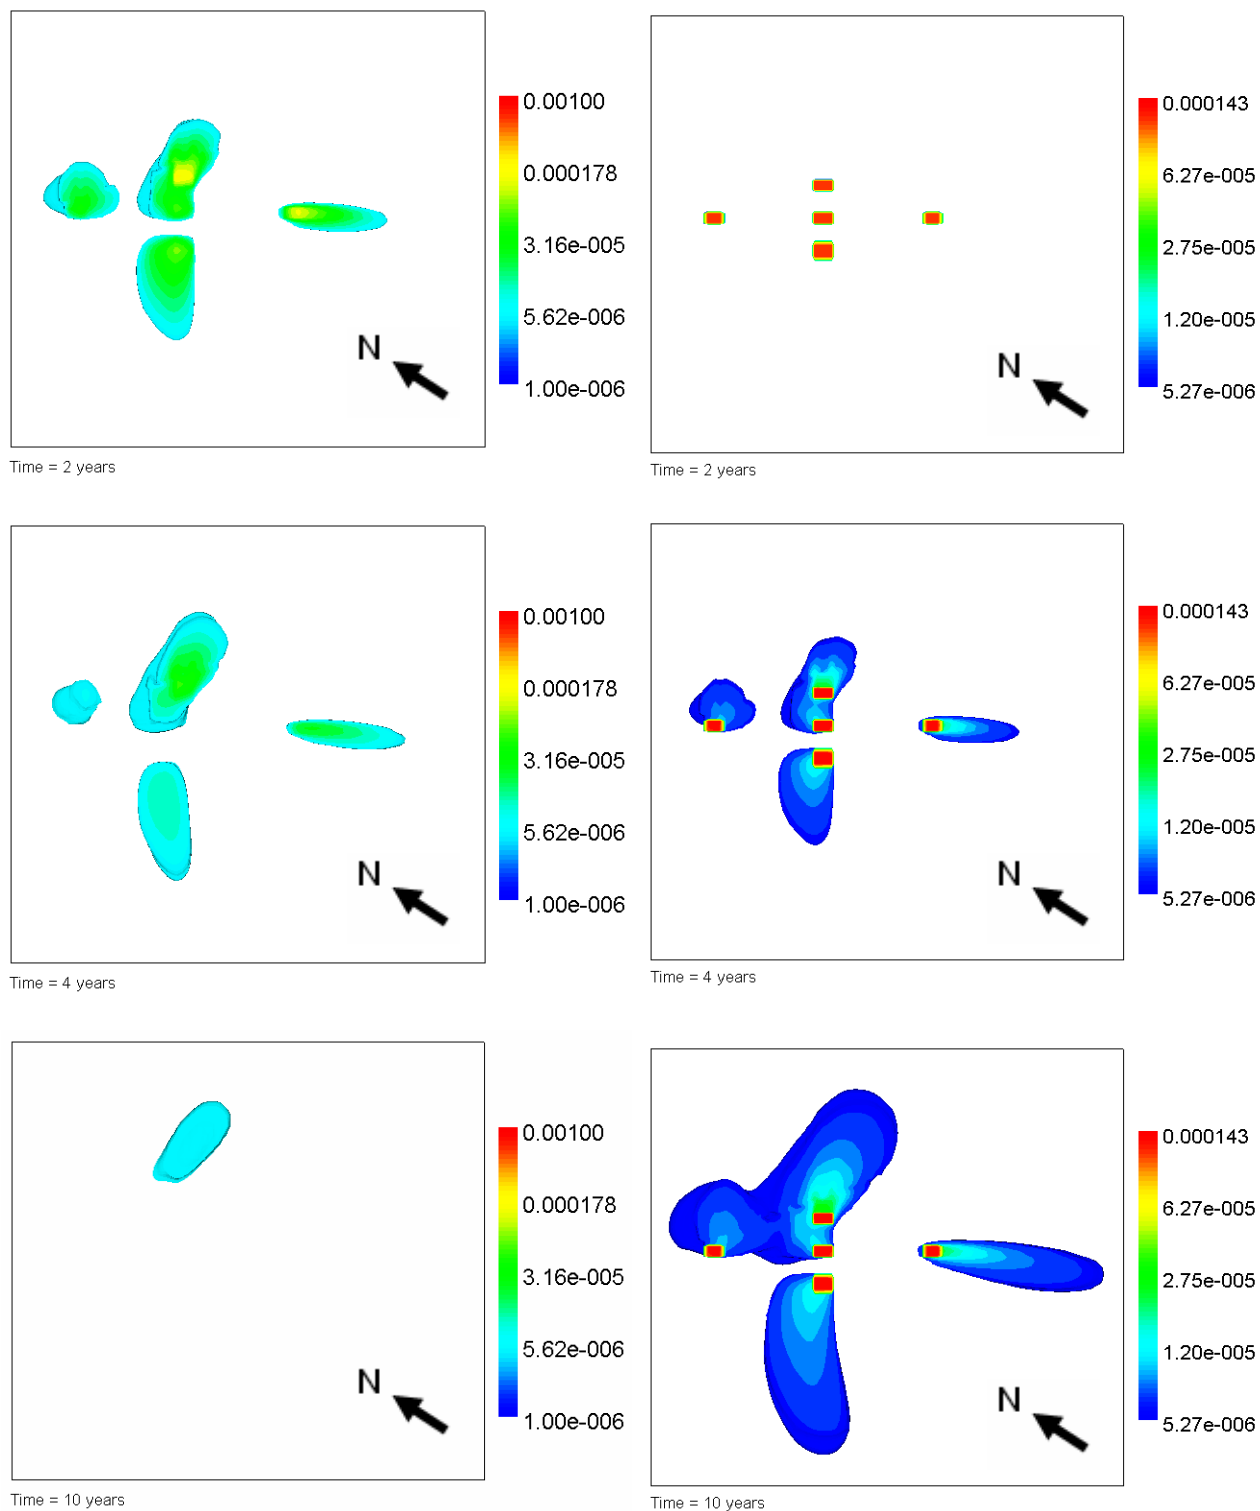 0.00100
0.000178
3.16e-005
5.62e-006
1.00e-006
N
Time = 2 years
0.000143
6.27e-005
2.75e-005
1.20e-005
5.27e-006
N
Time = 2 years
0.00100
0.000178
3.16e-005
5.62e-006
1.00e-006
N
Time = 4 years
0.000143
6.27e-005
2.75e-005
1.20e-005
5.27e-006
N
Time = 4 years
0.00100
0.000178
3.16e-005
5.62e-006
1.00e-006
N
Time = 10 years
0.000143
6.27e-005
2.75e-005
1.20e-005
5.27e-006
N
Time = 10 years